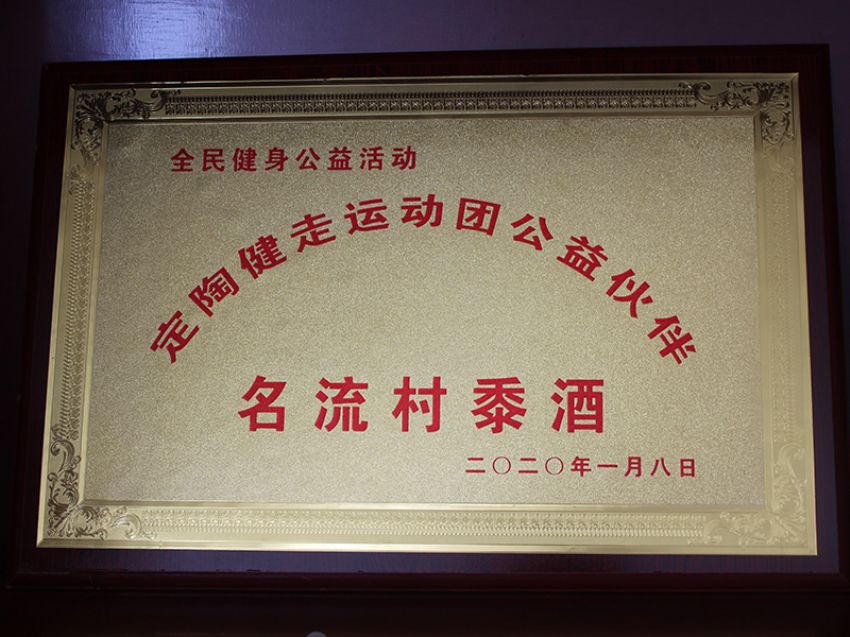 全民健身公益活动
定陶健走运动团公益伙伴
名流村黍酒
二〇二〇年一月八日